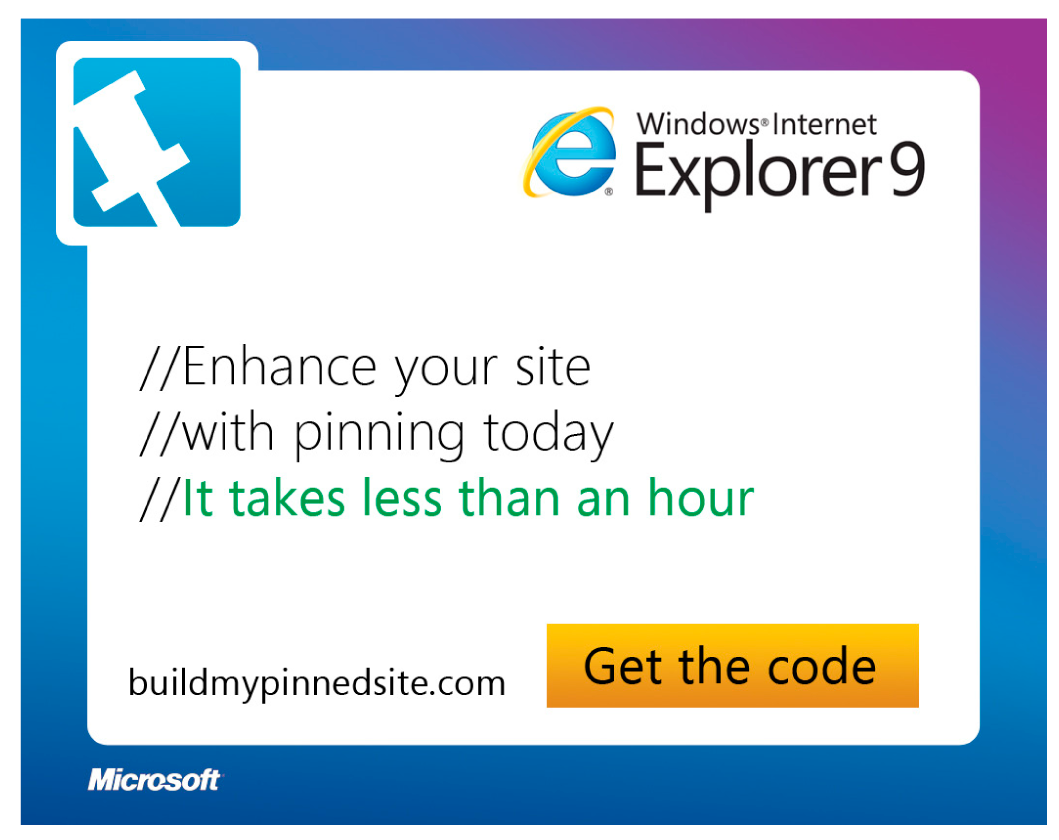 Windows® Internet
Explorer 9
//Enhance your site
//with pinning today
//It takes less than an hour
buildmypinnedsite.com
Get the code
Microsoft